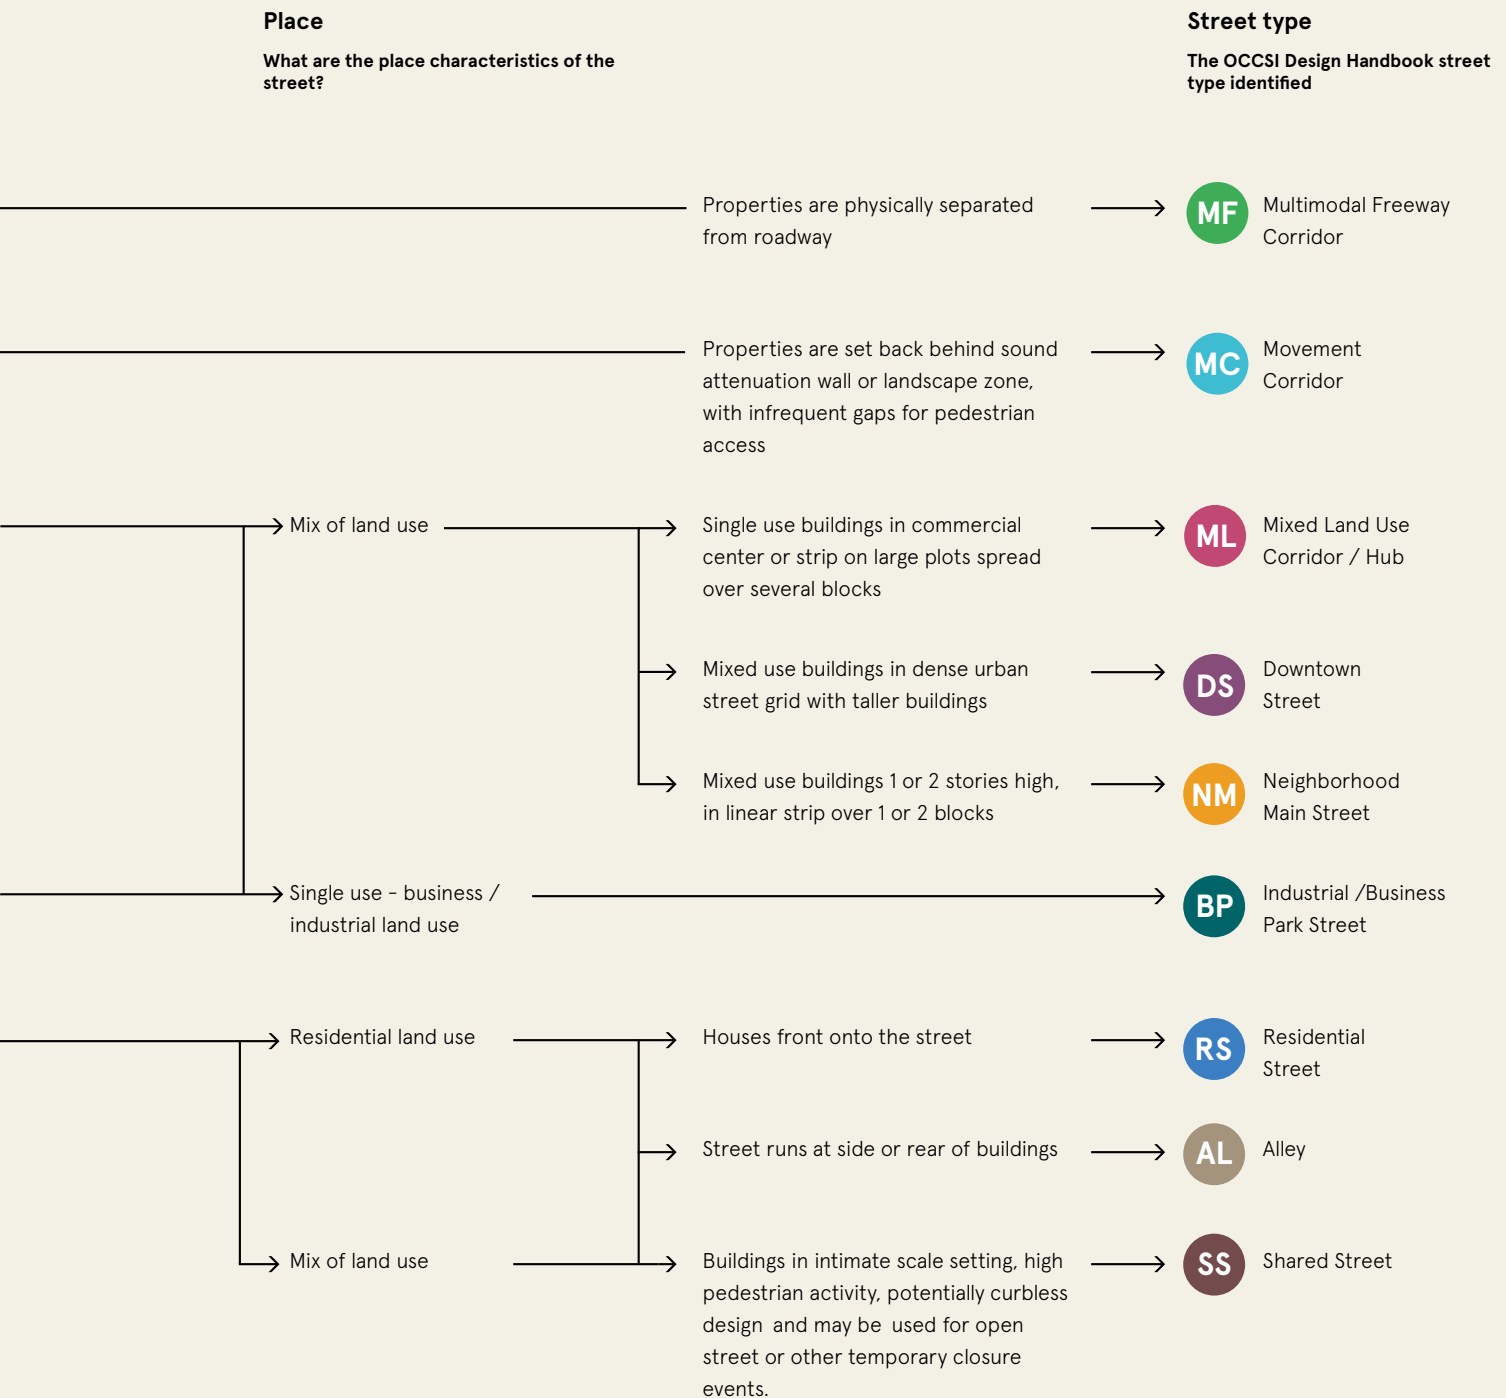 Place
What are the place characteristics of the
street?
Street type
The OCCSI Design Handbook street
type identified
Properties are physically separated
from roadway
MF
Multimodal Freeway
Corridor
Properties are set back behind sound
attenuation wall or landscape zone,
with infrequent gaps for pedestrian
access
MC
Movement
Corridor
Mix of land use
Single use buildings in commercial
center or strip on large plots spread
over several blocks
ML
Mixed Land Use
Corridor / Hub
Mixed use buildings in dense urban
street grid with taller buildings
DS
Downtown
Street
Mixed use buildings 1 or 2 stories high,
in linear strip over 1 or 2 blocks
NM
Neighborhood
Main Street
Single use - business /
industrial land use
BP
Industrial /Business
Park Street
Residential land use
Houses front onto the street
RS
Residential
Street
Street runs at side or rear of buildings
AL
Alley
Mix of land use
Buildings in intimate scale setting, high
pedestrian activity, potentially curbless
design and may be used for open
street or other temporary closure
events.
SS
Shared Street